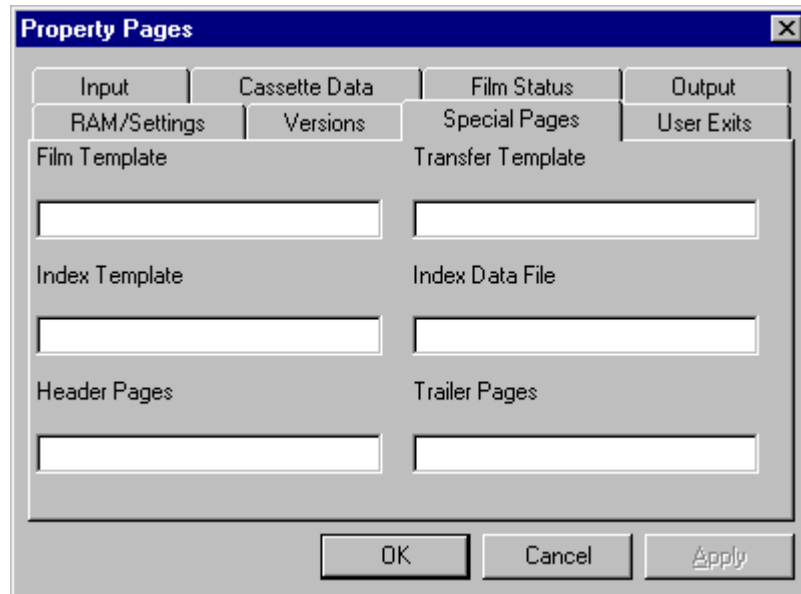 Property Pages
Input Cassette Data Film Status Output
RAM/Settings Versions Special Pages User Exits
Film Template Transfer Template
Index Template Index Data File
Header Pages Trailer Pages
OK Cancel Apply